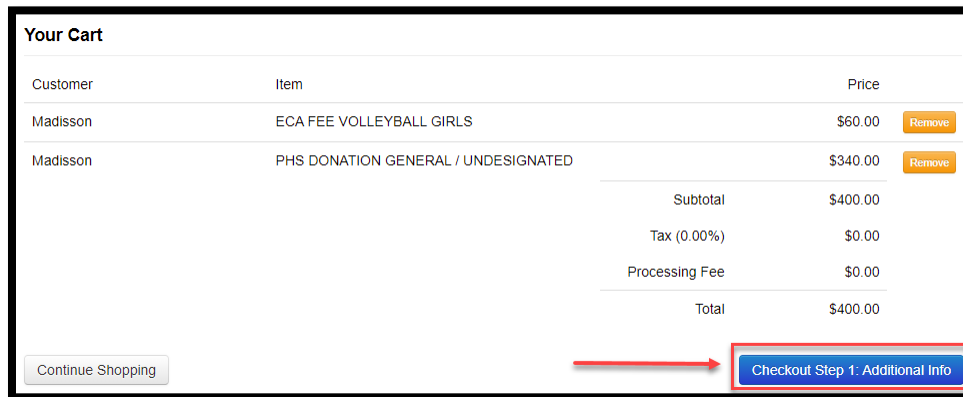 Your Cart
Customer Item Price
Madisson ECA FEE VOLLEYBALL GIRLS $60.00 Remove
Madisson PHS DONATION GENERAL / UNDESIGNATED $340.00 Remove
Subtotal $400.00
Tax (0.00%) $0.00
Processing Fee $0.00
Total $400.00
Continue Shopping Checkout Step 1: Additional Info